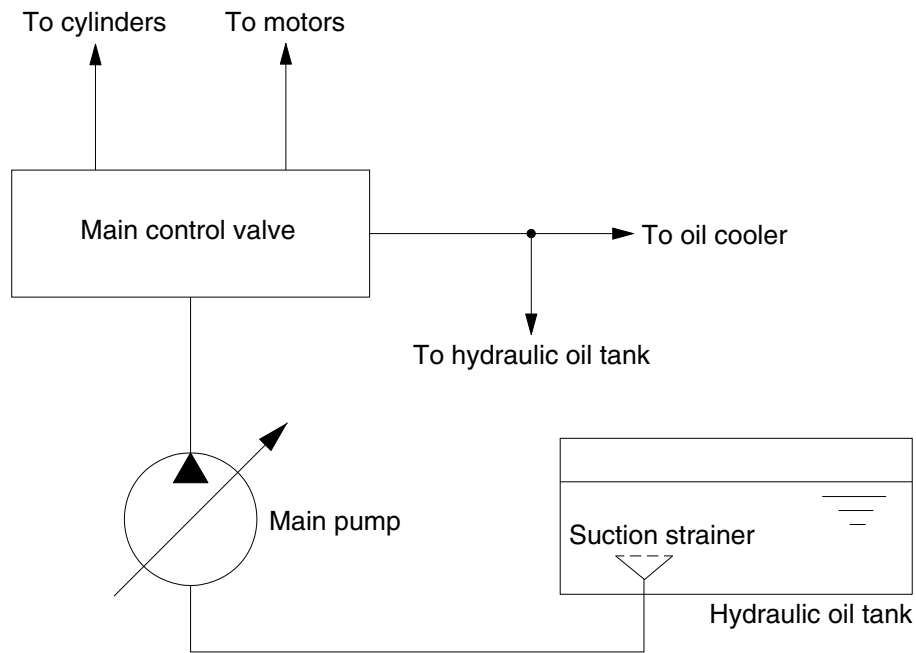 To cylinders
To motors
Main control valve
To oil cooler
To hydraulic oil tank
Main pump
Suction strainer
Hydraulic oil tank